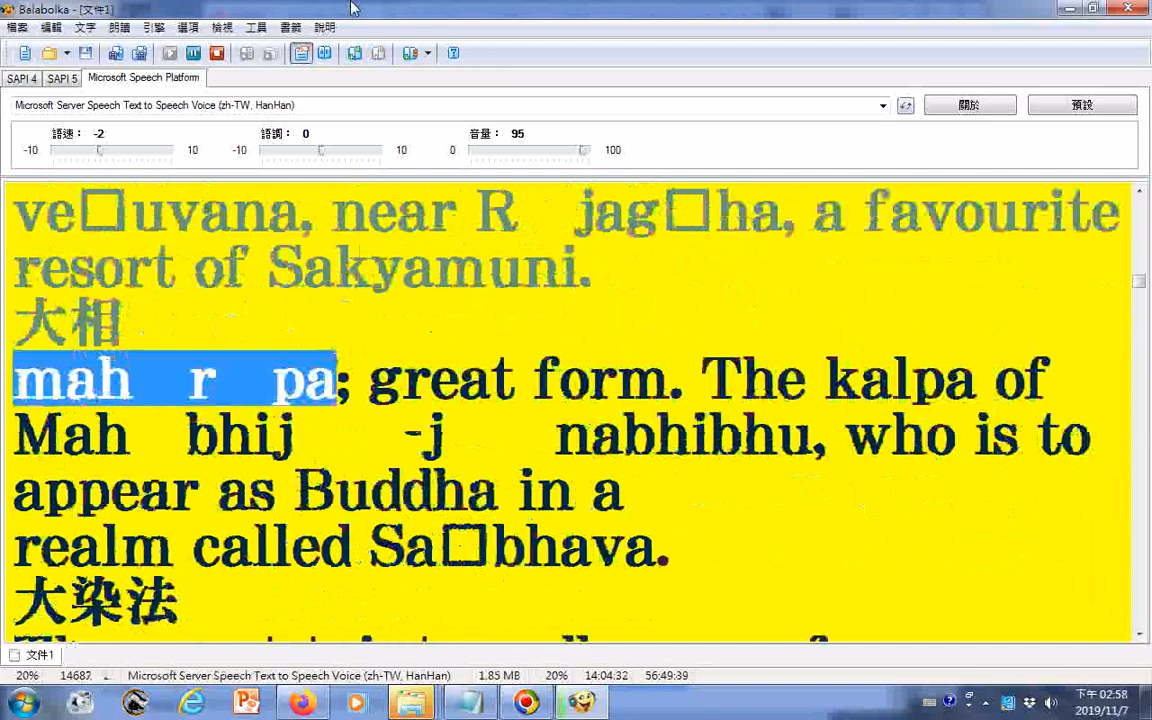 Balabolka - [文件1]
檔案 編輯 文字 朗讀 引擎 選項 檢視 工具 書籤 說明
SAPI 4 SAPI 5 Microsoft Speech Platform
Microsoft Server Speech Text to Speech Voice (zh-TW, HanHan) 關於 預設
語速： -2 語調： 0 音量： 95
-10 10 -10 10 0 100
ve□uvana, near R jag□ha, a favourite
resort of Sakyamuni.
大相
mah r pa; great form. The kalpa of
Mah bhij -j nabhibhu, who is to
appear as Buddha in a
realm called Sa□bhava.
大染法
文件1
20% 14687. Microsoft Server Speech Text to Speech Voice (zh-TW, HanHan) 1.85 MB 20% 14:04:32 56:49:39
下午 02:58
2019/11/7